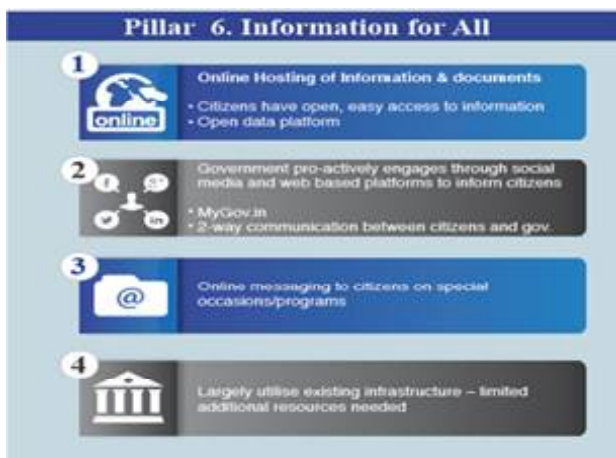 Pillar 6. Information for All
1
online
Online Hosting of Information & documents
• Citizens have open, easy access to information
• Open data platform
2
f
g+
in
Government pro-actively engages through social
media and web based platforms to inform citizens
• MyGov.in
• 2-way communication between citizens and gov.
3
@
Online messaging to citizens on special
occasions/programs
4
Largely utilise existing infrastructure – limited
additional resources needed